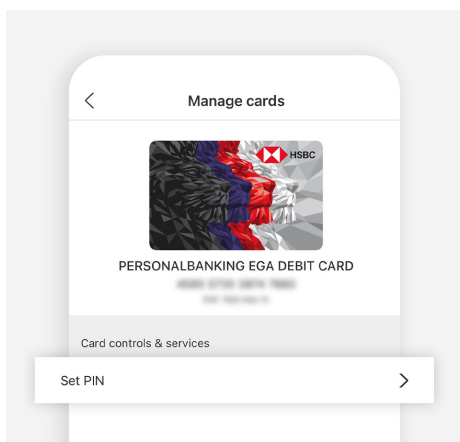 Manage cards
HSBC
PERSONALBANKING EGA DEBIT CARD
Card controls & services
Set PIN